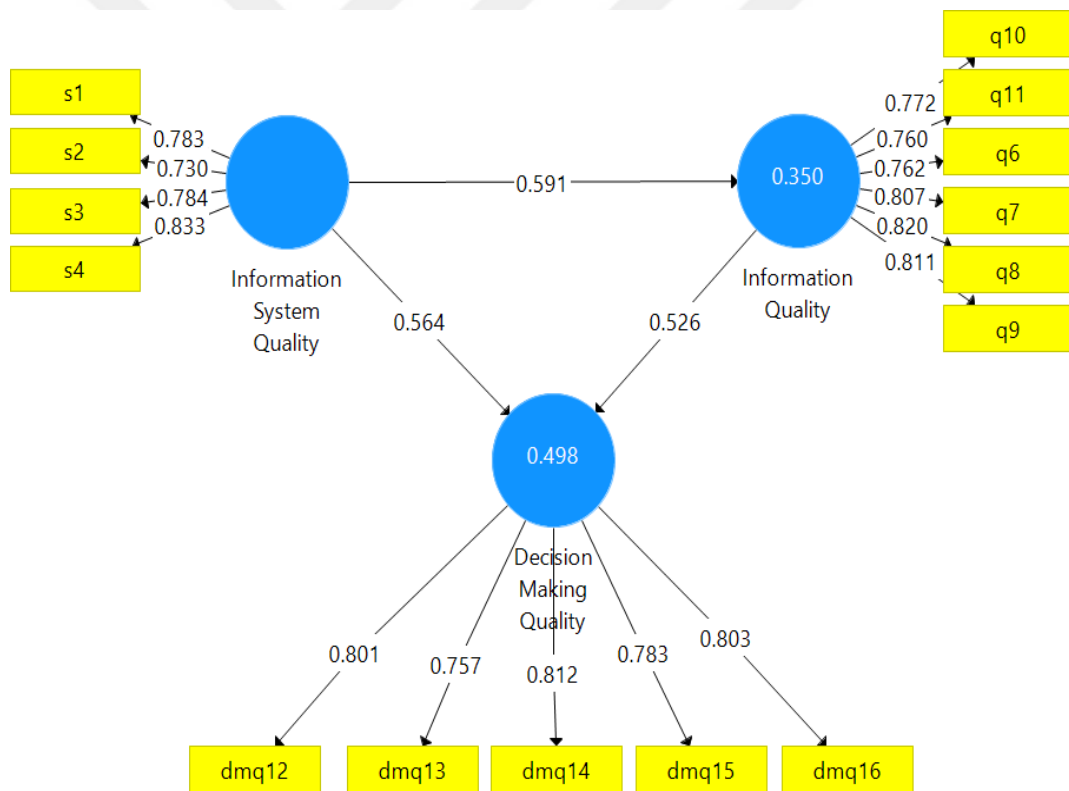 q10
s1
q11
0.772
0.783
s2
0.760
q6
0.730
0.762
0.591
0.350
s3
0.784
0.807
q7
0.833
0.820
s4
0.811
q8
Information
System
Quality
Information
Quality
q9
0.564
0.526
0.498
Decision
Making
Quality
0.801
0.757
0.812
0.783
0.803
dmq12
dmq13
dmq14
dmq15
dmq16